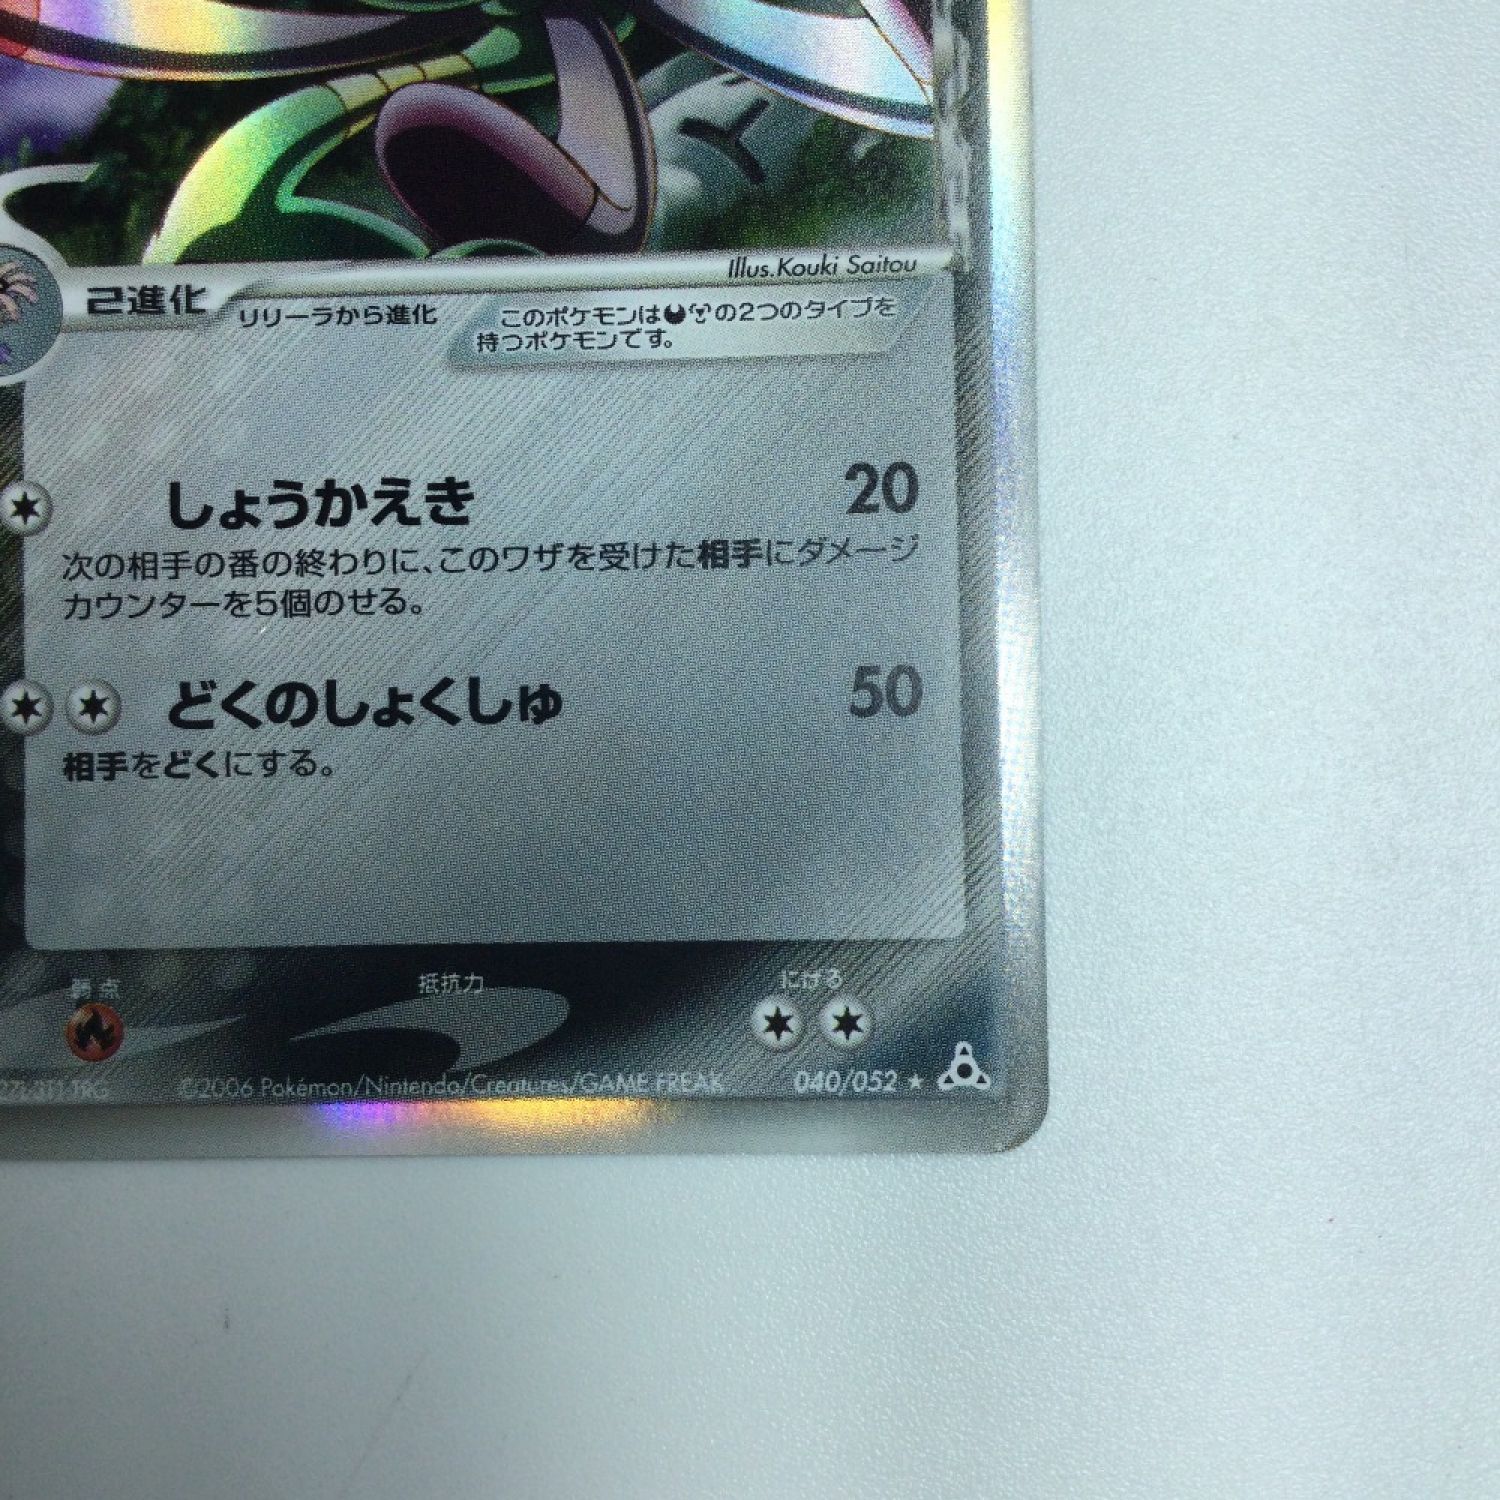 Illus.Kouki Saitou
己進化
リリーラから進化
このポケモンはの2つのタイプを
持つポケモンです。
しょうかえき 20
次の相手の番の終わりに、このワザを受けた相手にダメージ
カウンターを5個のせる。
どくのしょくしゅ 50
相手をどくにする。
弱点 抵抗力 にげる
©2006 Pokémon/Nintendo/Creatures/GAME FREAK 040/052 ★